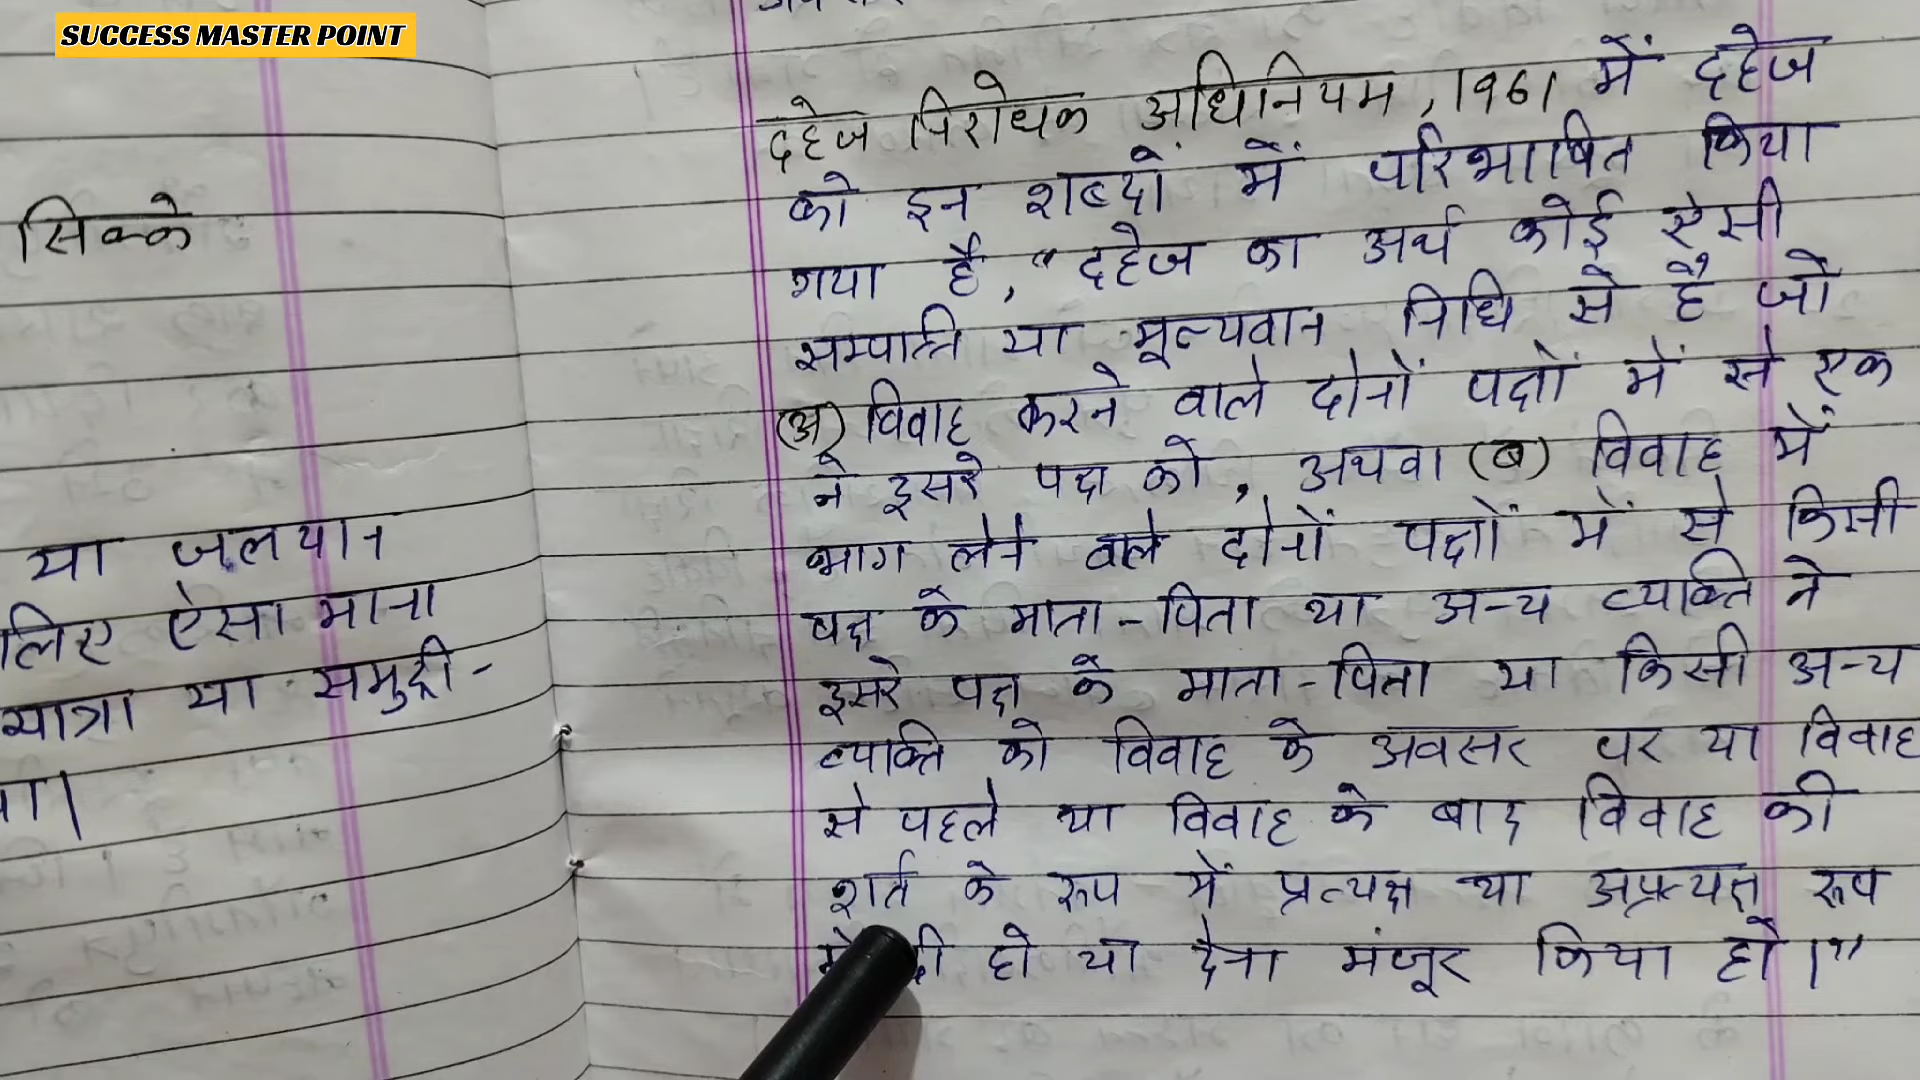 SUCCESS MASTER POINT
दहेज निरोधक अधिनियम, 1961 में दहेज
को इन शब्दों में परिभाषित किया
गया है, "दहेज का अर्थ कोई ऐसी
सम्पत्ति या मूल्यवान निधि से है जो
(अ) विवाह करने वाले दोनों पक्षों में से एक
ने दूसरे पक्ष को, अथवा (ब) विवाह में
भाग लेने वाले दोनों पक्षों में से किसी
पक्ष के माता-पिता या अन्य व्यक्ति ने
दूसरे पक्ष के माता-पिता या किसी अन्य
व्यक्ति को विवाह के अवसर पर या विवाह
से पहले या विवाह के बाद विवाह की
शर्त के रूप में प्रत्यक्ष या अप्रत्यक्ष रूप
हो या देना मंजूर किया हो।"
सिक्के
या जलयान
लिए ऐसा माना
यात्रा या समुद्री-